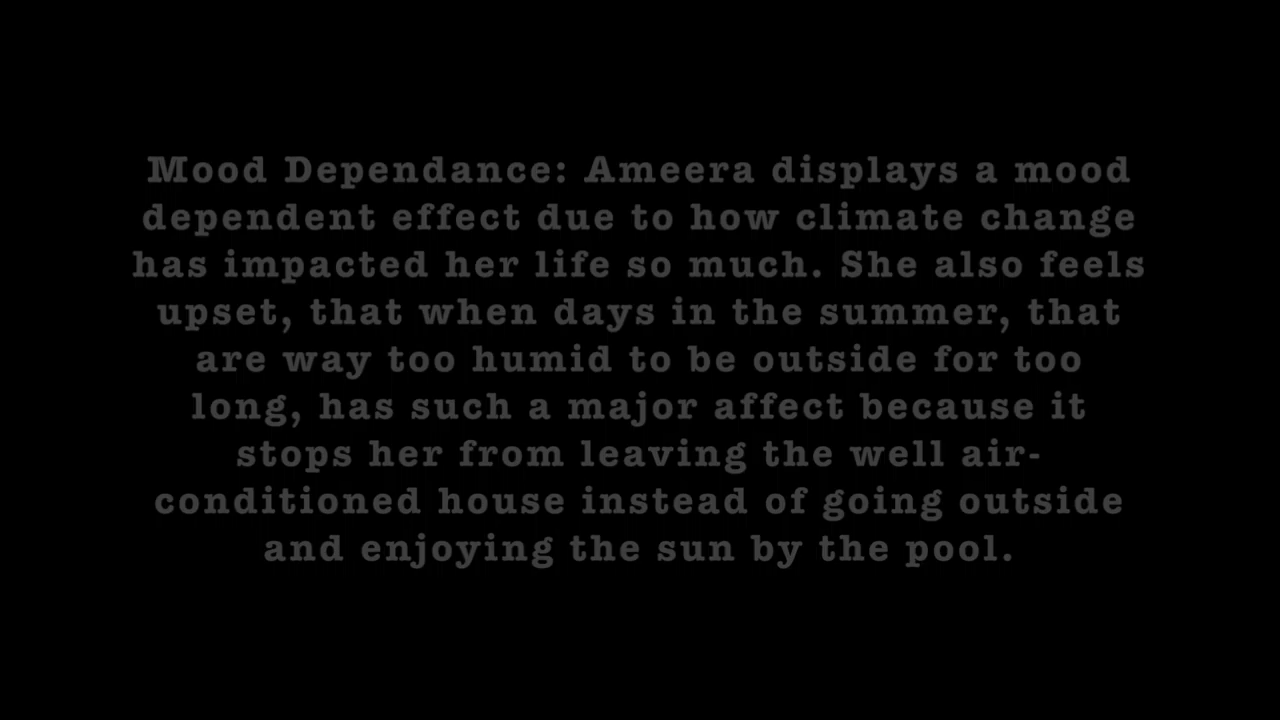 Mood Dependance: Ameera displays a mood
dependent effect due to how climate change
has impacted her life so much. She also feels
upset, that when days in the summer, that
are way too humid to be outside for too
long, has such a major affect because it
stops her from leaving the well air-
conditioned house instead of going outside
and enjoying the sun by the pool.